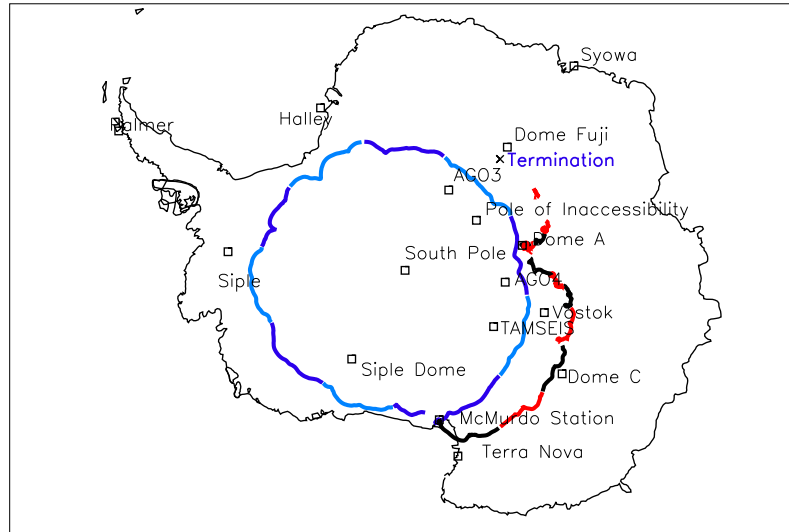 Syowa
Halley
Palmer
Dome Fuji
Termination
AGO3
Pole of Inaccessibility
Dome A
South Pole
Siple
AGO4
Vostok
TAMSEIS
Siple Dome
Dome C
McMurdo Station
Terra Nova